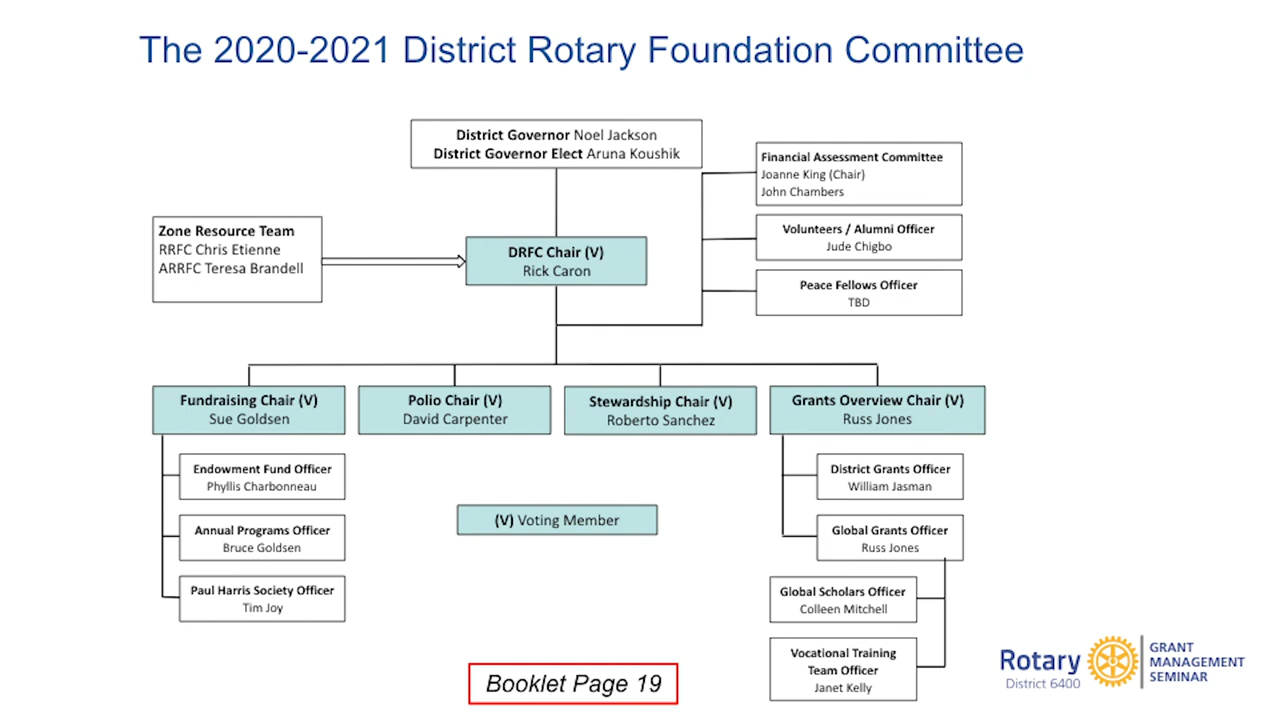 The 2020-2021 District Rotary Foundation Committee
District Governor Noel Jackson
District Governor Elect Aruna Koushik
Financial Assessment Committee
Joanne King (Chair)
John Chambers
Volunteers / Alumni Officer
Jude Chigbo
Peace Fellows Officer
TBD
Zone Resource Team
RRFC Chris Etienne
ARRFC Teresa Brandell
DRFC Chair (V)
Rick Caron
Fundraising Chair (V)
Sue Goldsen
Polio Chair (V)
David Carpenter
Stewardship Chair (V)
Roberto Sanchez
Grants Overview Chair (V)
Russ Jones
Endowment Fund Officer
Phyllis Charbonneau
Annual Programs Officer
Bruce Goldsen
Paul Harris Society Officer
Tim Joy
(V) Voting Member
District Grants Officer
William Jasman
Global Grants Officer
Russ Jones
Global Scholars Officer
Colleen Mitchell
Vocational Training
Team Officer
Janet Kelly
Booklet Page 19
Rotary
District 6400
GRANT
MANAGEMENT
SEMINAR